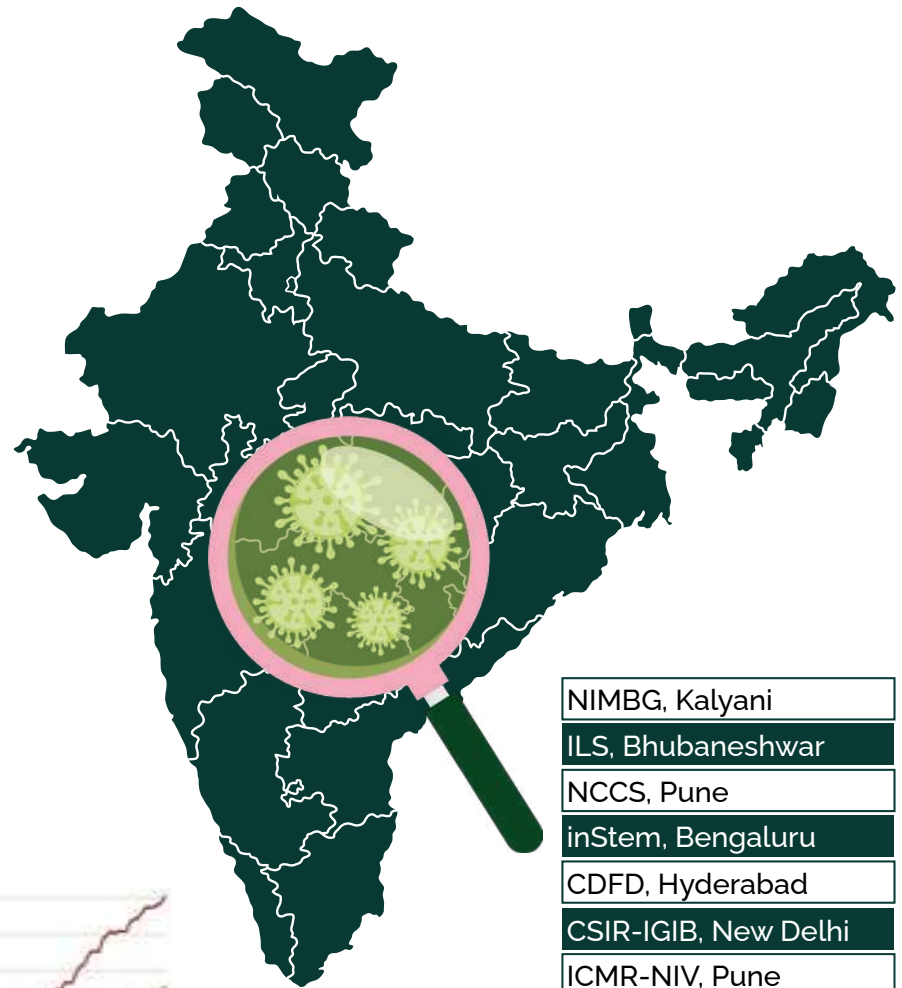 NIMBG, Kalyani
ILS, Bhubaneshwar
NCCS, Pune
inStem, Bengaluru
CDFD, Hyderabad
CSIR-IGIB, New Delhi
ICMR-NIV, Pune